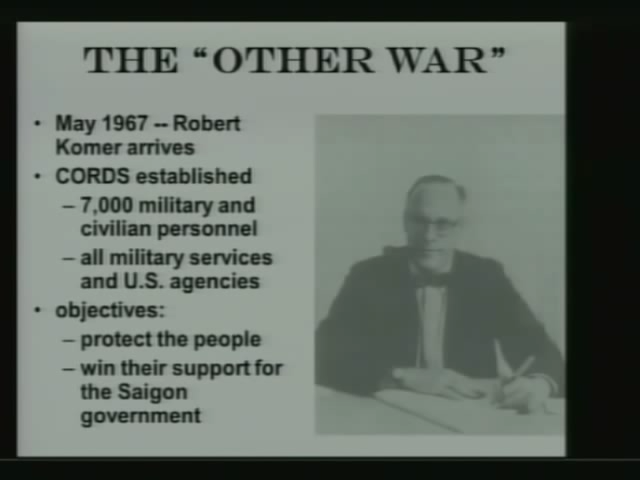 THE “OTHER WAR”
• May 1967 -- Robert
Komer arrives
• CORDS established
– 7,000 military and
civilian personnel
– all military services
and U.S. agencies
• objectives:
– protect the people
– win their support for
the Saigon
government